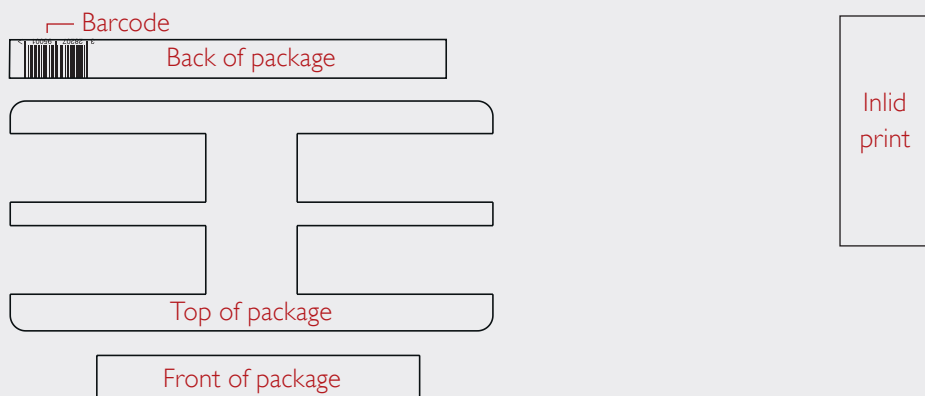 Barcode
Back of package
Inlid
print
Top of package
Front of package